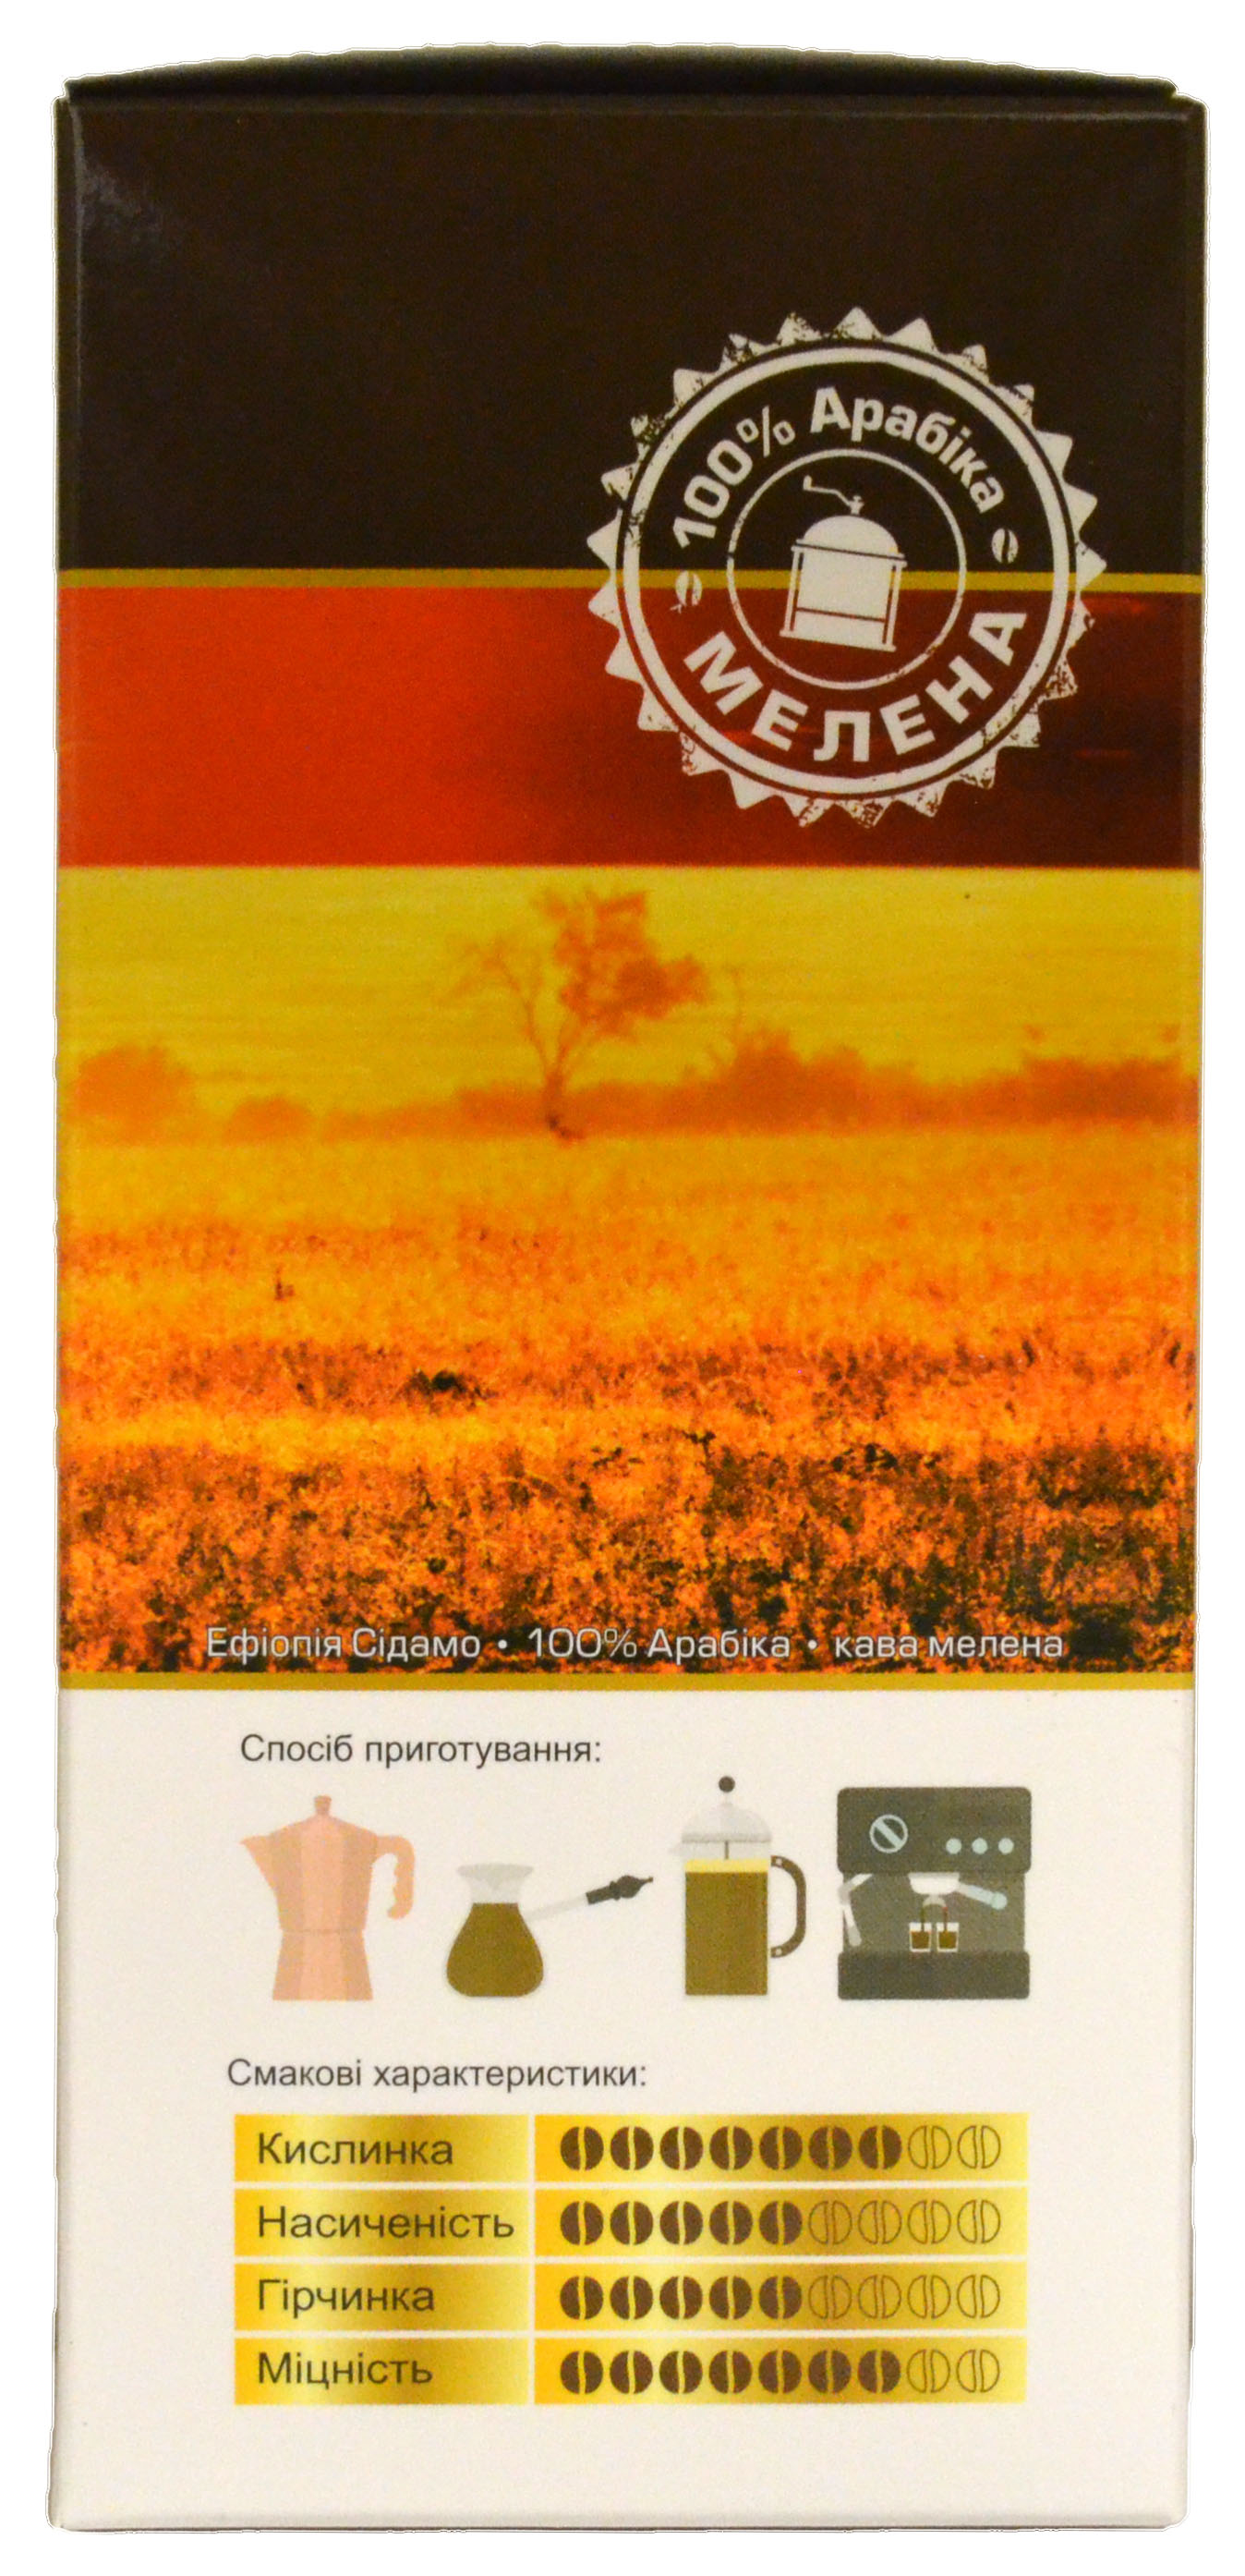 100% Арабіка
МЕЛЕНА
Ефіопія Сідамо • 100% Арабіка • кава мелена
Спосіб приготування:
Смакові характеристики:
Кислинка
Насиченість
Гірчинка
Міцність